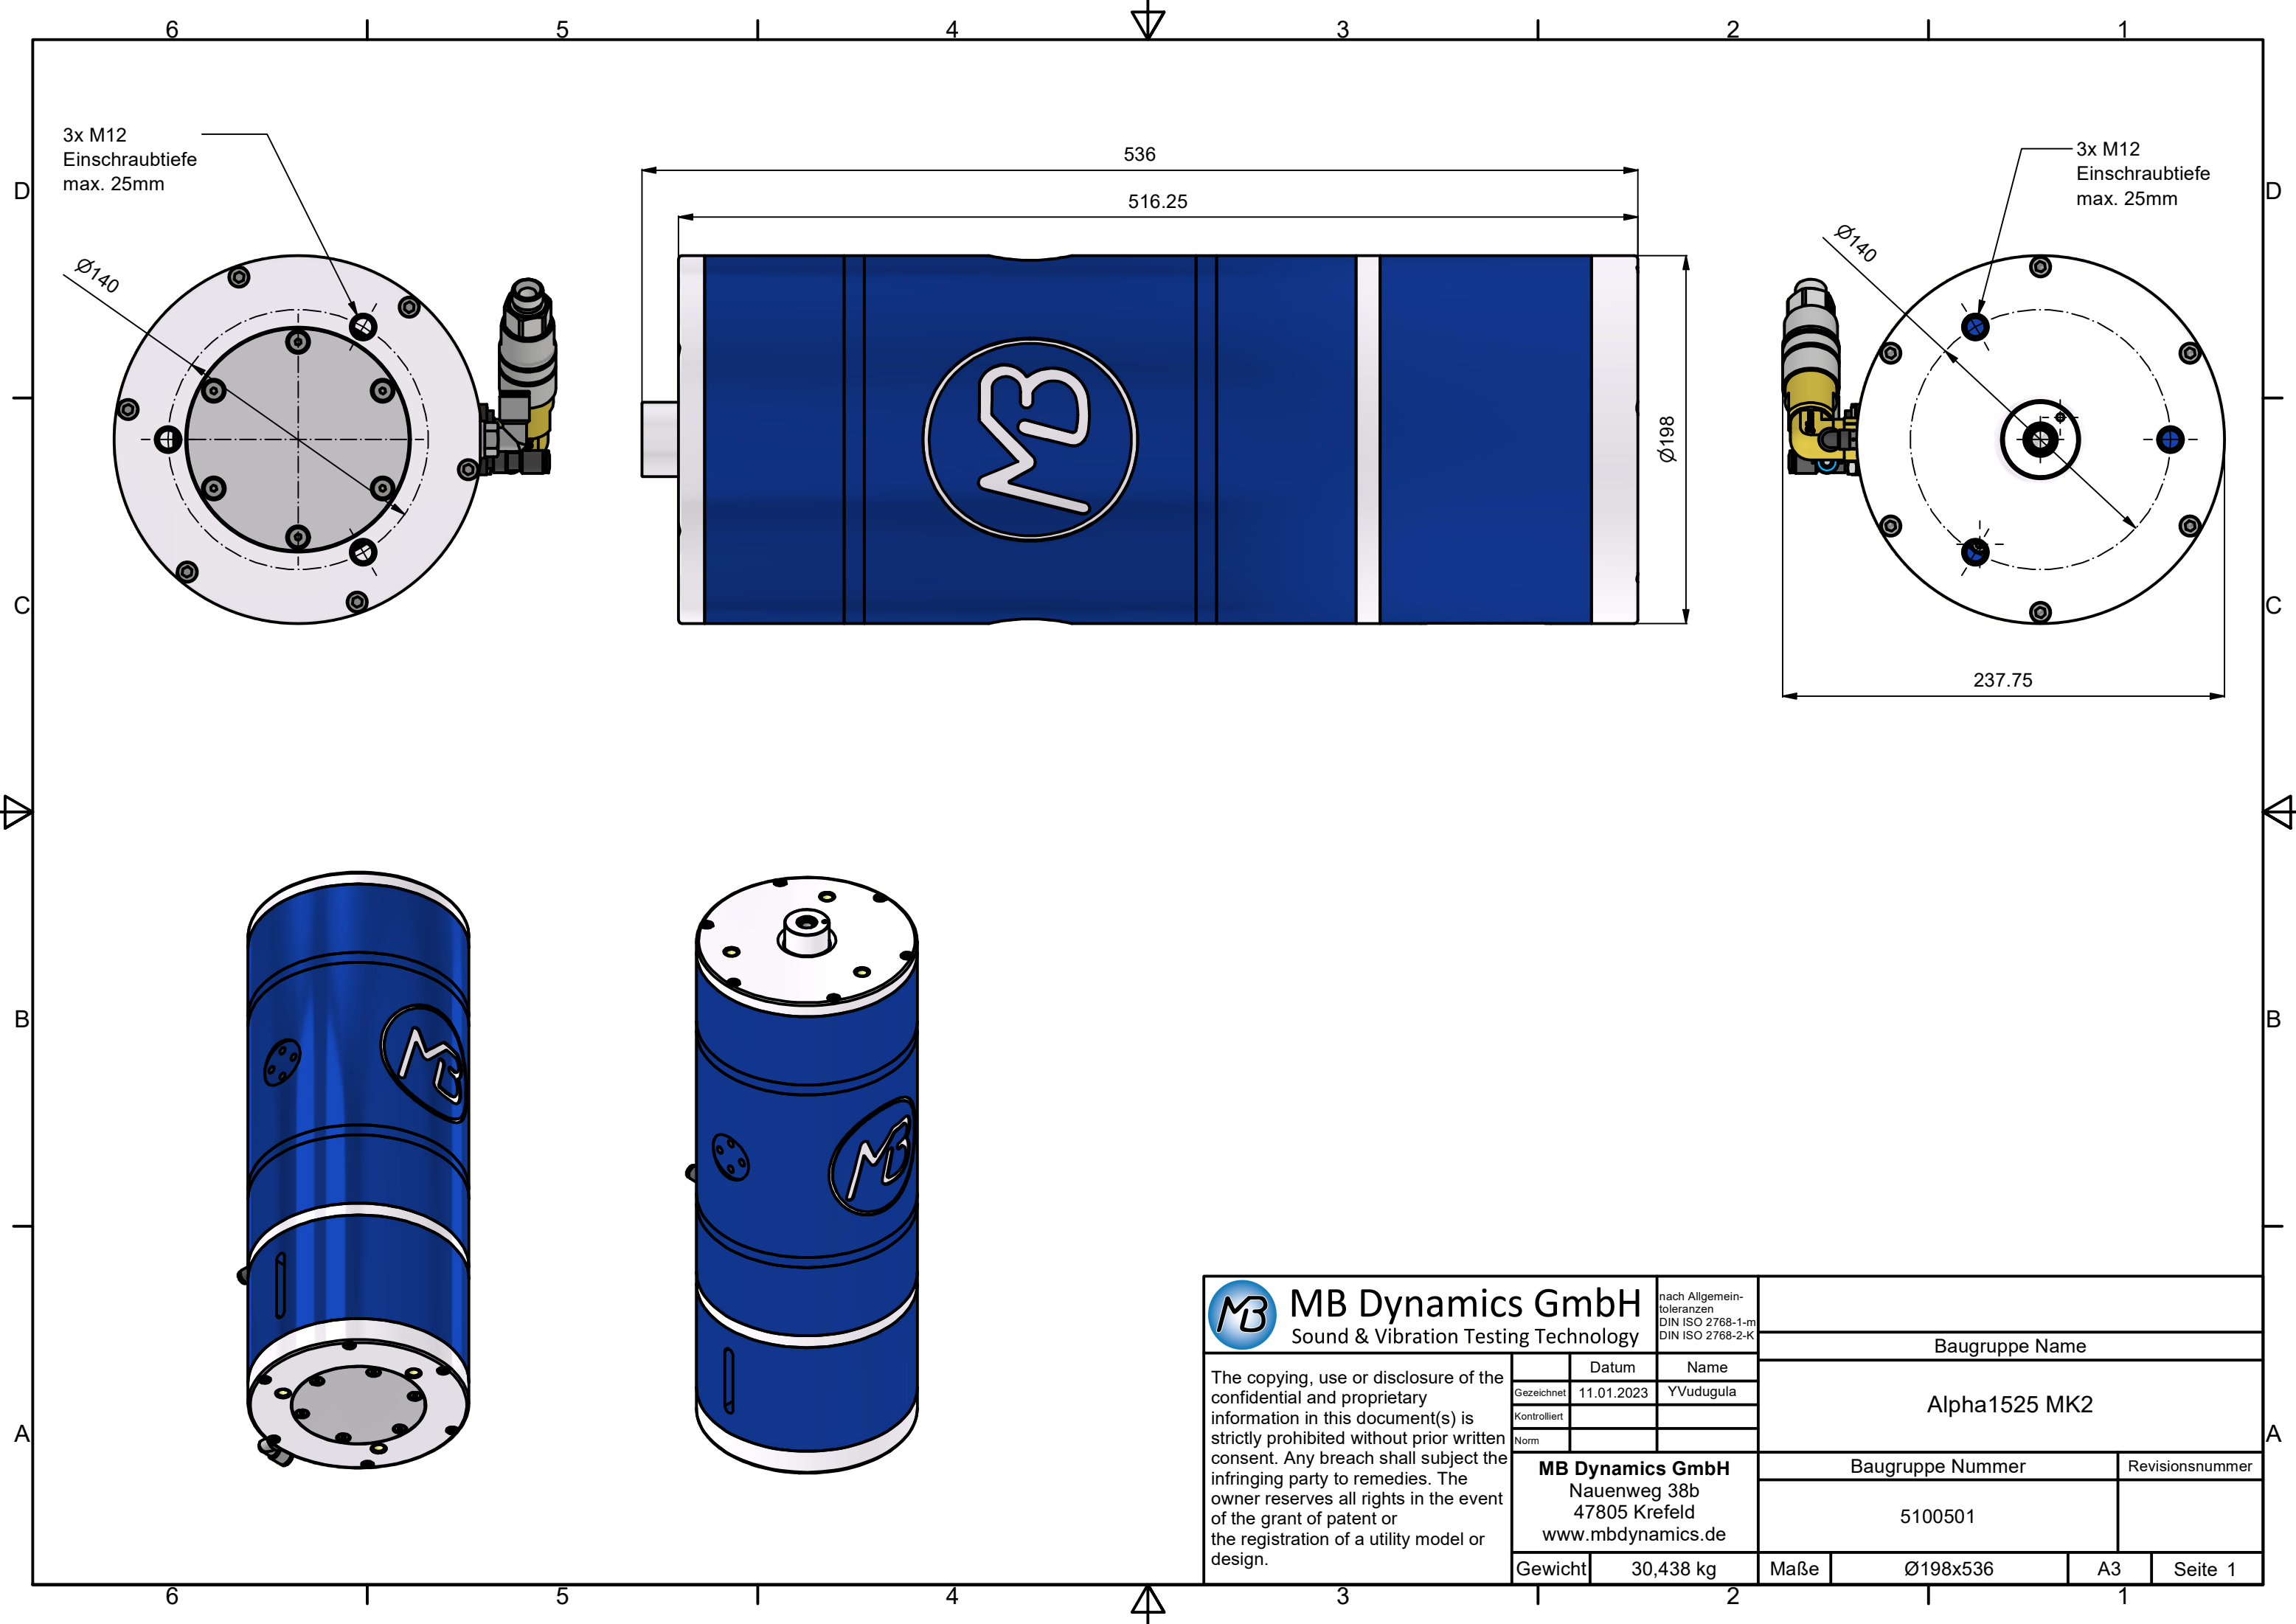 6 5 4 3 2 1
3x M12
Einschraubtiefe
max. 25mm
Ø140
536
516.25
MB
Ø198
3x M12
Einschraubtiefe
max. 25mm
Ø140
237.75
D
D
C
C
B
B
A
A
MB
MB
MB
MB Dynamics GmbH
Sound & Vibration Testing Technology
nach Allgemein-
toleranzen
DIN ISO 2768-1-m
DIN ISO 2768-2-K
The copying, use or disclosure of the
confidential and proprietary
information in this document(s) is
strictly prohibited without prior written
consent. Any breach shall subject the
infringing party to remedies. The
owner reserves all rights in the event
of the grant of patent or
the registration of a utility model or
design.
Datum Name
Gezeichnet 11.01.2023 YVudugula
Kontrolliert
Norm
MB Dynamics GmbH
Nauenweg 38b
47805 Krefeld
www.mbdynamics.de
Gewicht 30,438 kg
Baugruppe Name
Alpha1525 MK2
Baugruppe Nummer Revisionsnummer
5100501
Maße Ø198x536 A3 Seite 1
6 5 4 3 2 1